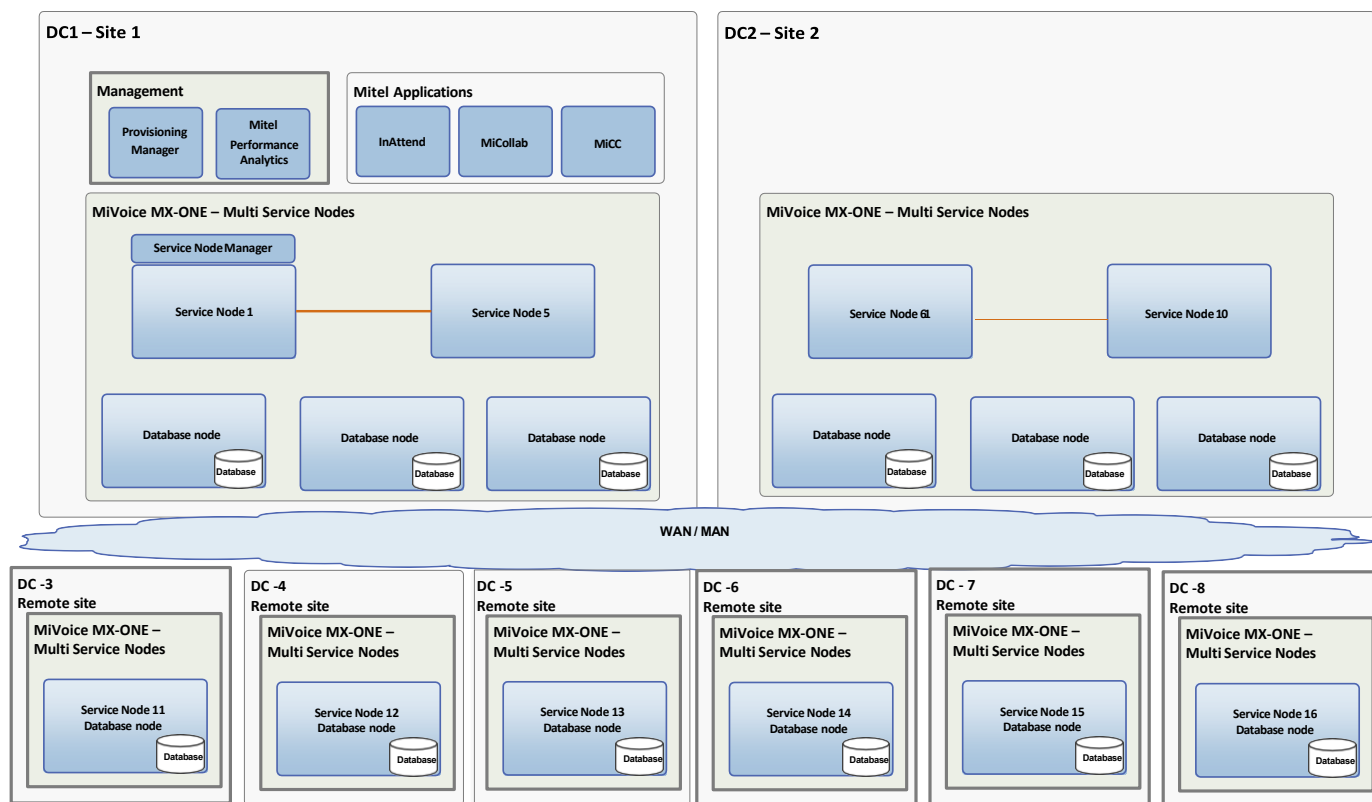 DC1 – Site 1
Management
Provisioning
Manager
Mitel
Performance
Analytics
Mitel Applications
InAttend
MiCollab
MiCC
MiVoice MX-ONE – Multi Service Nodes
Service Node Manager
Service Node 1
Service Node 5
Database node
Database
Database node
Database
Database node
Database
DC2 – Site 2
MiVoice MX-ONE – Multi Service Nodes
Service Node 61
Service Node 10
Database node
Database
Database node
Database
Database node
Database
WAN / MAN
DC -3
Remote site
MiVoice MX-ONE –
Multi Service Nodes
Service Node 11
Database node
Database
DC -4
Remote site
MiVoice MX-ONE –
Multi Service Nodes
Service Node 12
Database node
Database
DC -5
Remote site
MiVoice MX-ONE –
Multi Service Nodes
Service Node 13
Database node
Database
DC -6
Remote site
MiVoice MX-ONE –
Multi Service Nodes
Service Node 14
Database node
Database
DC - 7
Remote site
MiVoice MX-ONE –
Multi Service Nodes
Service Node 15
Database node
Database
DC -8
Remote site
MiVoice MX-ONE –
Multi Service Nodes
Service Node 16
Database node
Database